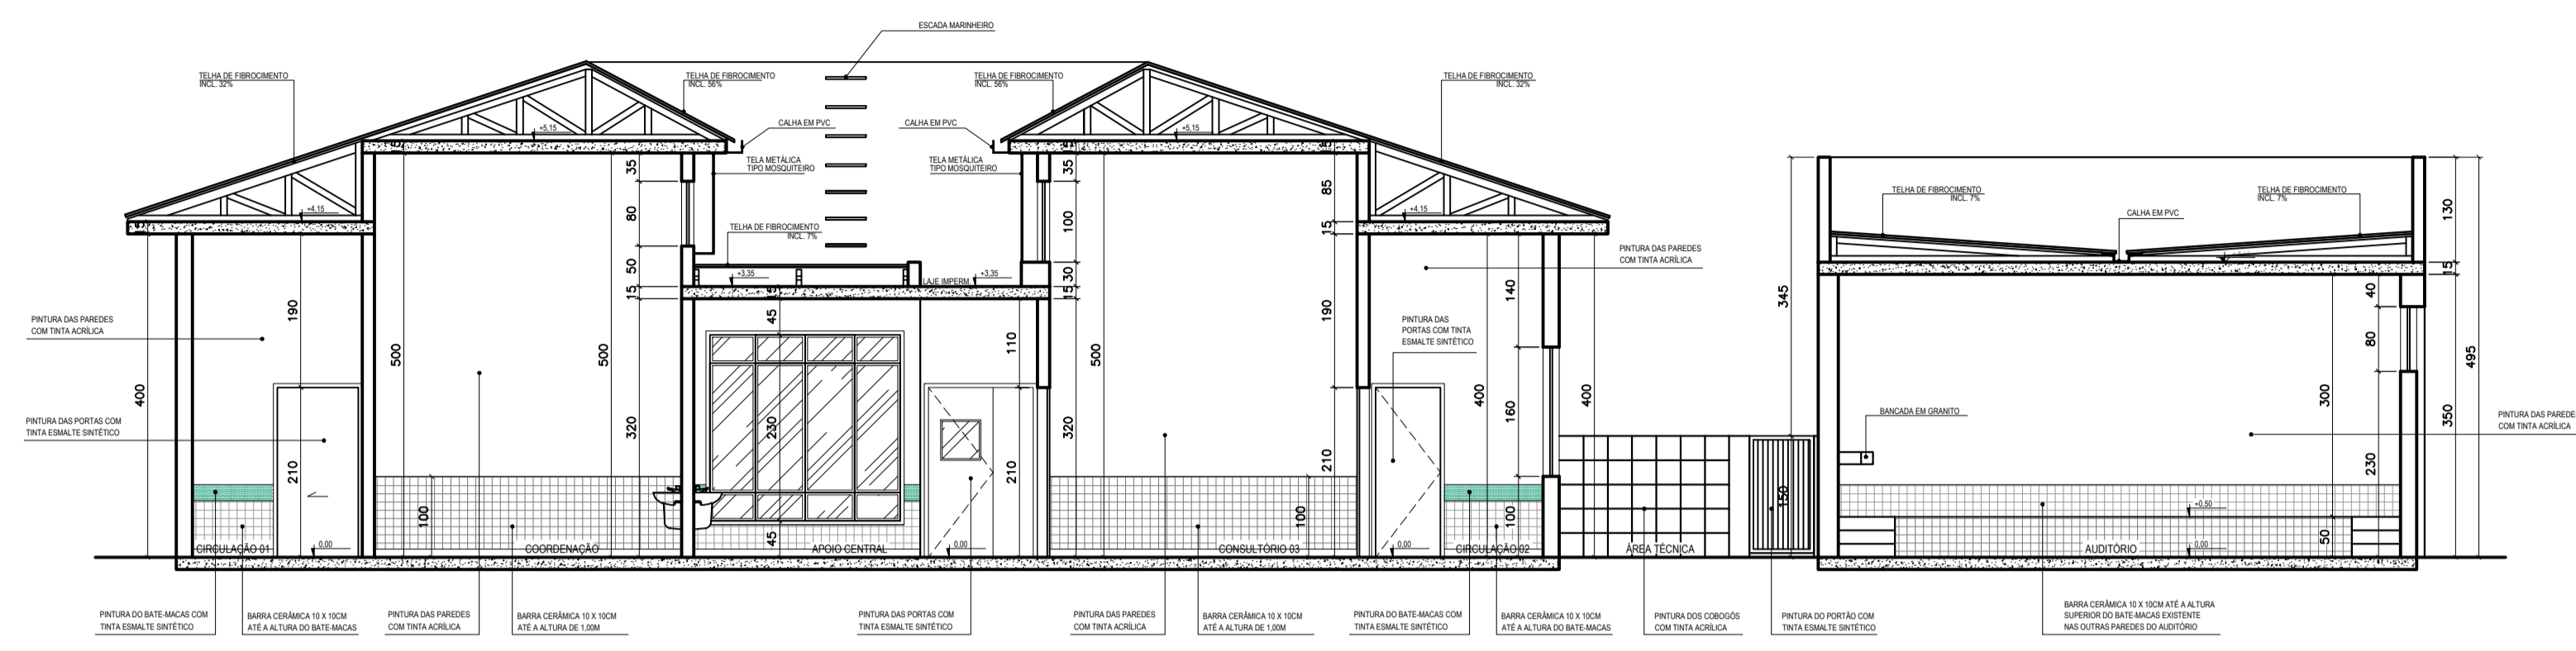 ESCADA MARINHEIRO
TELHA DE FIBROCIMENTO
INCL. 32%
TELHA DE FIBROCIMENTO
INCL. 56%
TELHA DE FIBROCIMENTO
INCL. 56%
TELHA DE FIBROCIMENTO
INCL. 32%
CALHA EM PVC
CALHA EM PVC
+5,15
+5,15
TELA METÁLICA
TIPO MOSQUITEIRO
TELA METÁLICA
TIPO MOSQUITEIRO
TELHA DE FIBROCIMENTO
INCL. 7%
TELHA DE FIBROCIMENTO
INCL. 7%
CALHA EM PVC
+4,15
+4,15
TELHA DE FIBROCIMENTO
INCL. 7%
+3,35
LAJE IMPERM.
+3,35
PINTURA DAS PAREDES
COM TINTA ACRÍLICA
PINTURA DAS PAREDES
COM TINTA ACRÍLICA
PINTURA DAS
PORTAS COM TINTA
ESMALTE SINTÉTICO
PINTURA DAS PORTAS COM
TINTA ESMALTE SINTÉTICO
BANCADA EM GRANITO
PINTURA DAS PAREDE
COM TINTA ACRÍLICA
400
190
210
500
100
500
35
80
50
15
320
45
230
45
110
210
35
100
30
15
320
500
100
85
15
190
210
400
140
160
100
400
150
345
300
50
40
80
230
130
15
350
495
+0,50
CIRCULAÇÃO 01
0,00
COORDENAÇÃO
APOIO CENTRAL
0,00
CONSULTÓRIO 03
0,00
CIRCULAÇÃO 02
ÁREA TÉCNICA
AUDITÓRIO
0,00
PINTURA DO BATE-MACAS COM
TINTA ESMALTE SINTÉTICO
BARRA CERÂMICA 10 X 10CM
ATÉ A ALTURA DO BATE-MACAS
PINTURA DAS PAREDES
COM TINTA ACRÍLICA
BARRA CERÂMICA 10 X 10CM
ATÉ A ALTURA DE 1,00M
PINTURA DAS PORTAS COM
TINTA ESMALTE SINTÉTICO
PINTURA DAS PAREDES
COM TINTA ACRÍLICA
BARRA CERÂMICA 10 X 10CM
ATÉ A ALTURA DE 1,00M
PINTURA DO BATE-MACAS COM
TINTA ESMALTE SINTÉTICO
BARRA CERÂMICA 10 X 10CM
ATÉ A ALTURA DO BATE-MACAS
PINTURA DOS COBOGÓS
COM TINTA ACRÍLICA
PINTURA DO PORTÃO COM
TINTA ESMALTE SINTÉTICO
BARRA CERÂMICA 10 X 10CM ATÉ A ALTURA
SUPERIOR DO BATE-MACAS EXISTENTE
NAS OUTRAS PAREDES DO AUDITÓRIO